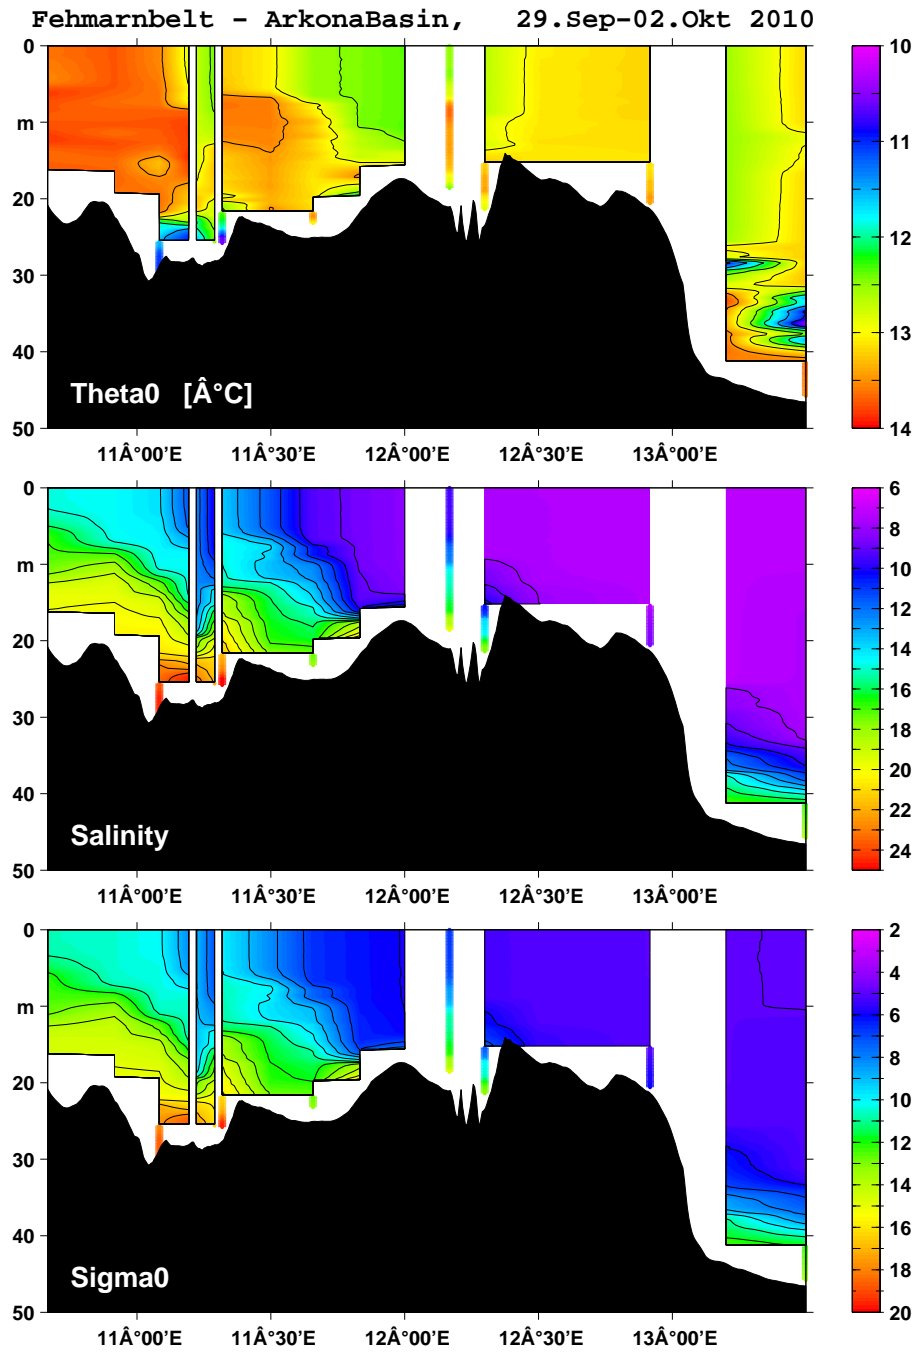 Fehmarnbelt - ArkonaBasin, 29.Sep-02.Okt 2010
0
m
20
30
40
50
Theta0 [Â°C]
11Â°00'E
11Â°30'E
12Â°00'E
12Â°30'E
13Â°00'E
10
11
12
13
14
0
m
20
30
40
50
Salinity
11Â°00'E
11Â°30'E
12Â°00'E
12Â°30'E
13Â°00'E
6
8
10
12
14
16
18
20
22
24
0
m
20
30
40
50
Sigma0
11Â°00'E
11Â°30'E
12Â°00'E
12Â°30'E
13Â°00'E
2
4
6
8
10
12
14
16
18
20